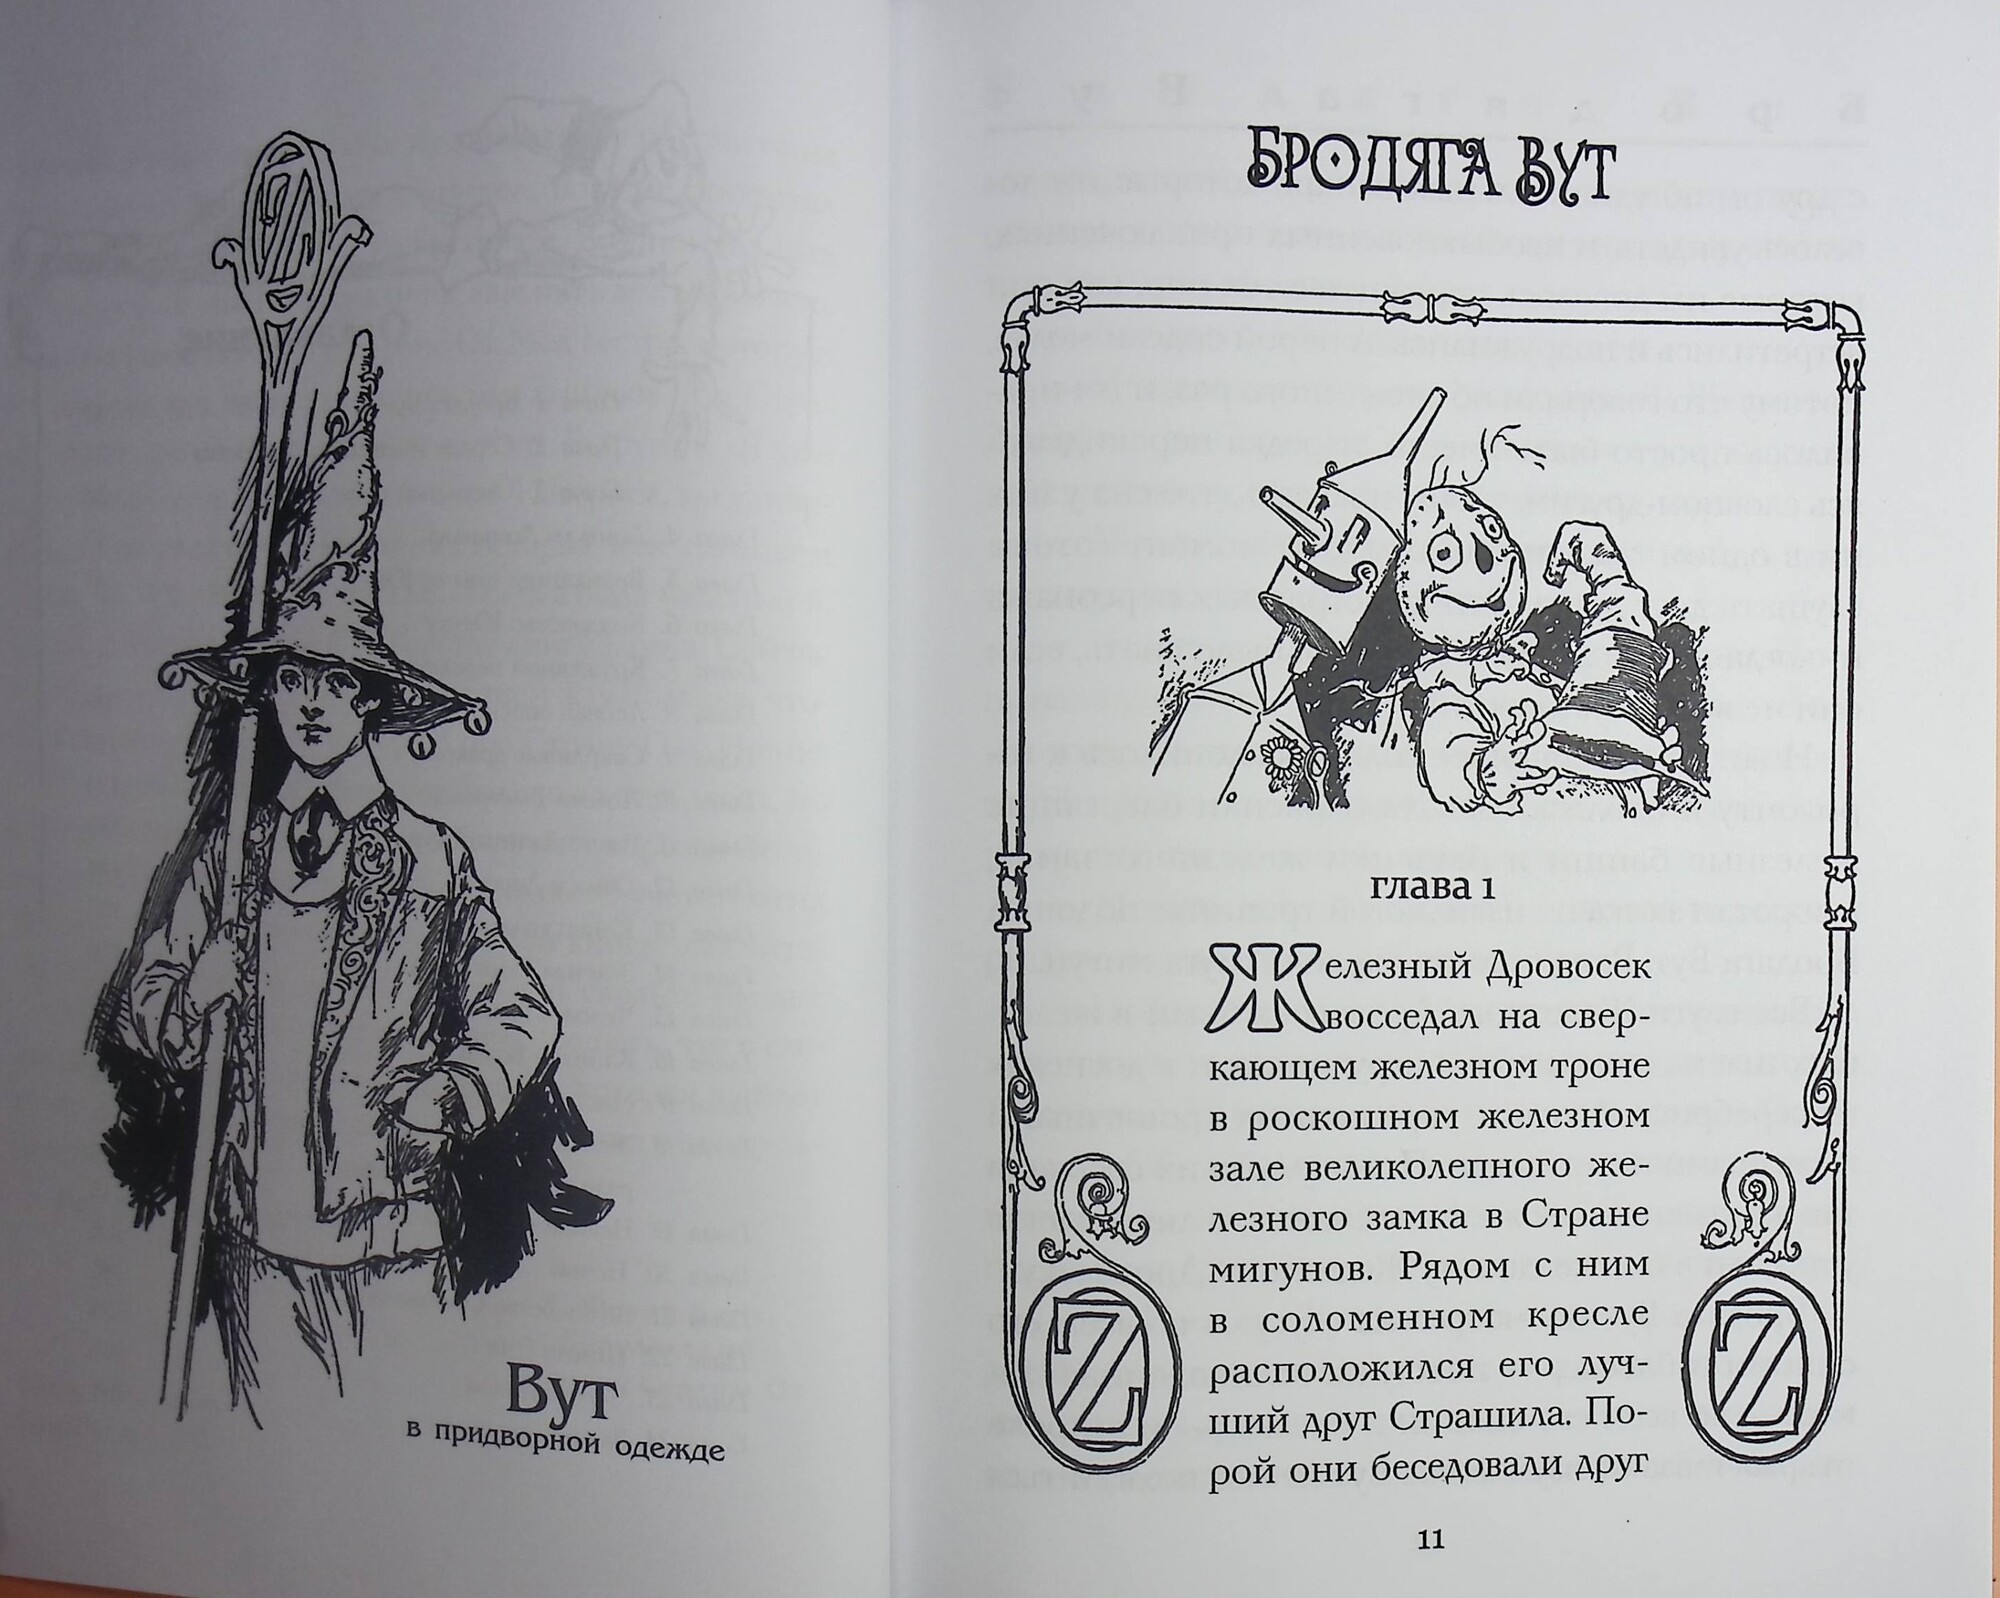 Вут
в придворной одежде
БРОДЯГА ВУТ
глава 1
Железный Дровосек
восседал на свер-
кающем железном троне
в роскошном железном
зале великолепного же-
лезного замка в Стране
мигунов. Рядом с ним
в соломенном кресле
расположился его луч-
ший друг Страшила. По-
рой они беседовали друг
11